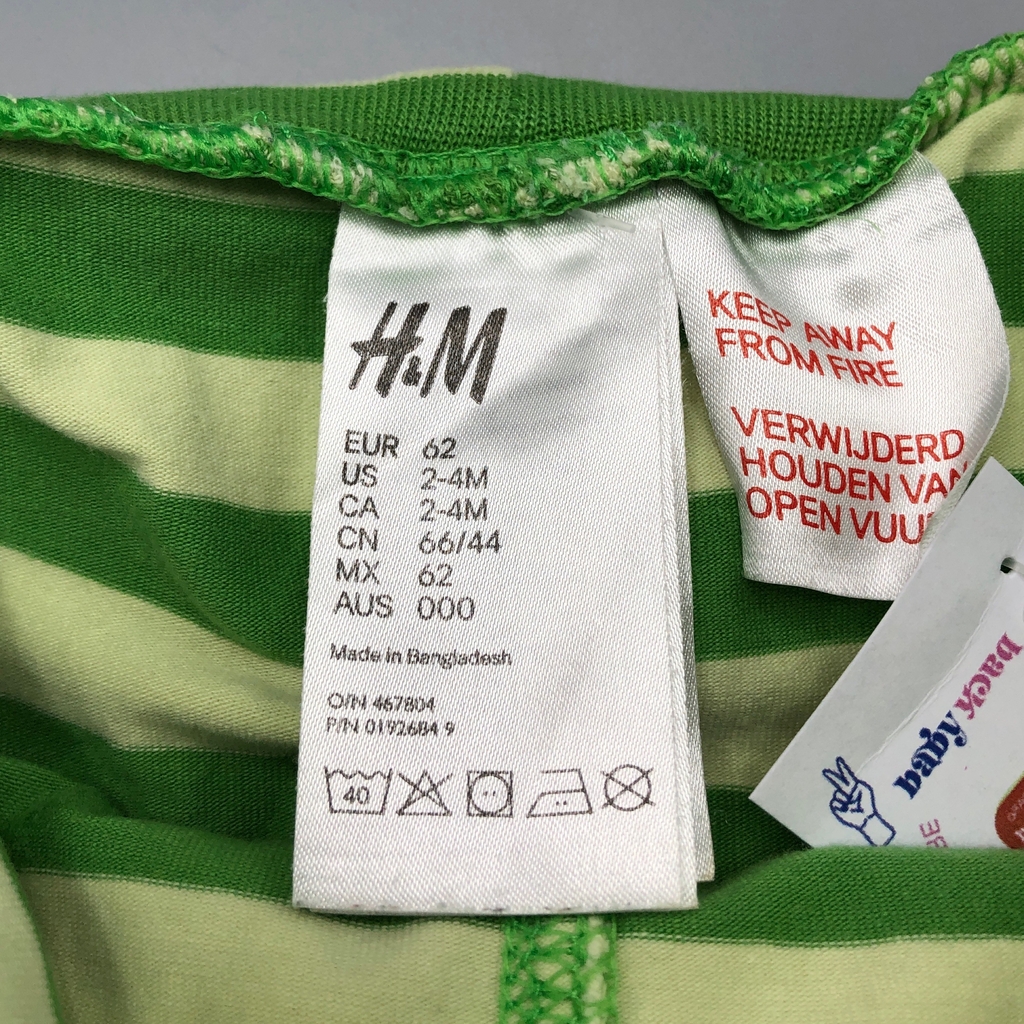 H&M
EUR 62
US 2-4M
CA 2-4M
CN 66/44
MX 62
AUS 000
Made in Bangladesh
O/N 467804
P/N 0192684 9
40
KEEP AWAY
FROM FIRE
VERWIJDERD
HOUDEN VAN
OPEN
baby back